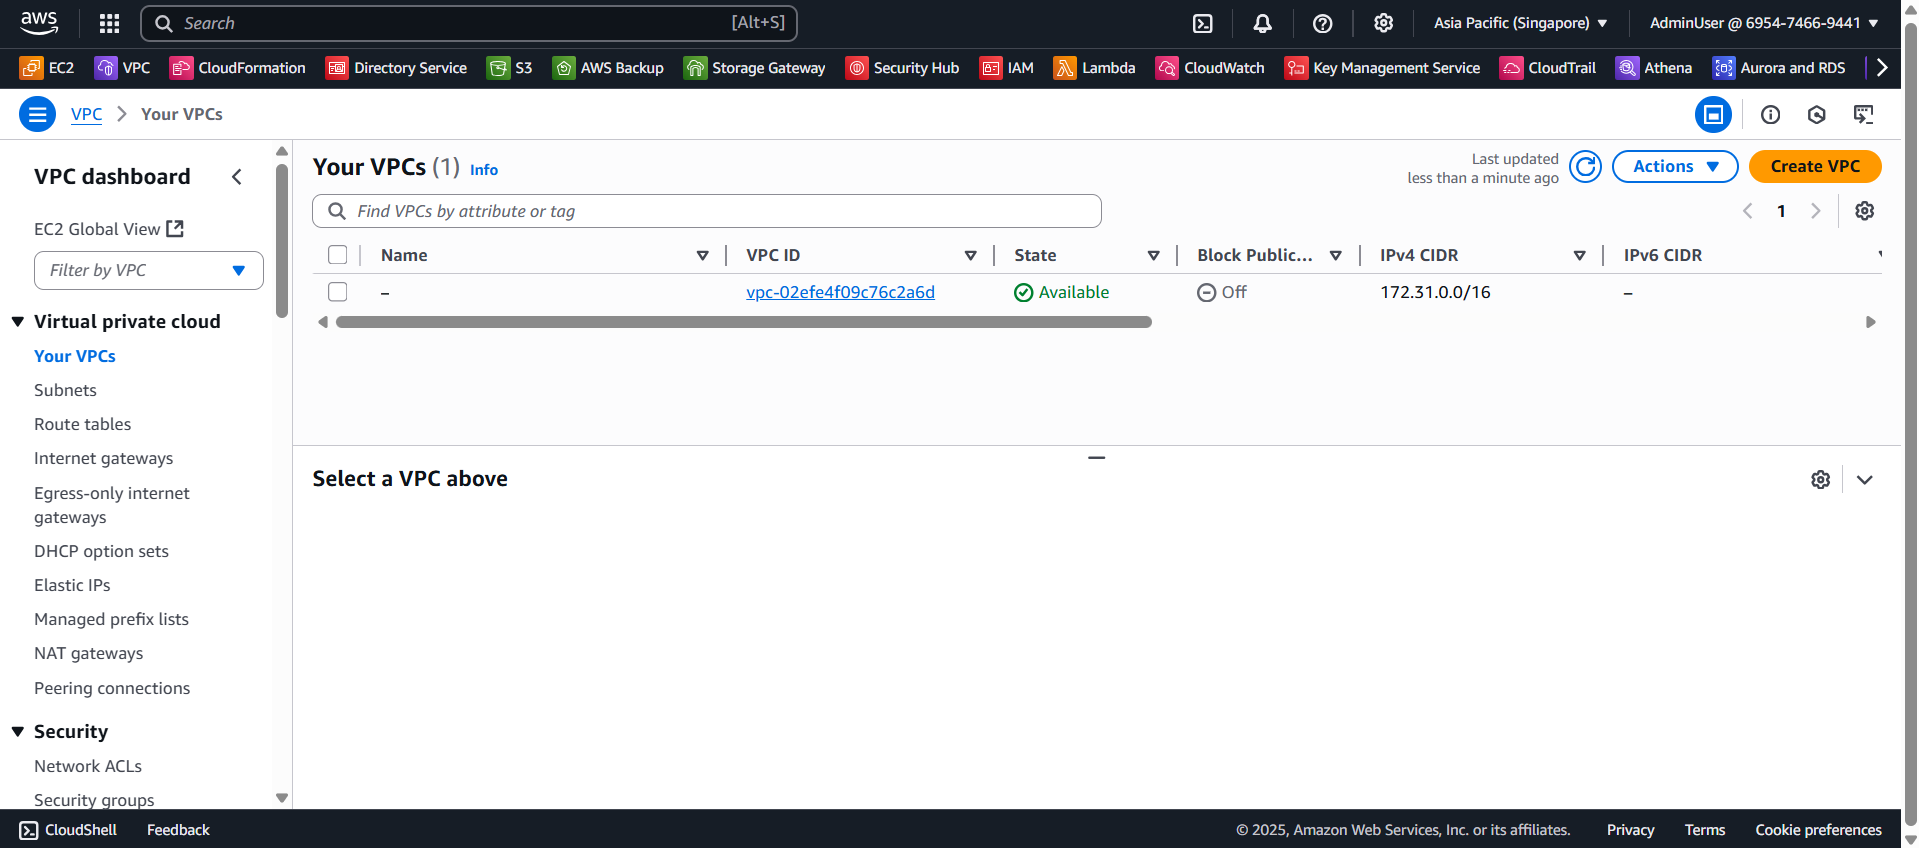 aws Search [Alt+S] Asia Pacific (Singapore) AdminUser @ 6954-7466-9441
EC2 VPC CloudFormation Directory Service S3 AWS Backup Storage Gateway Security Hub IAM Lambda CloudWatch Key Management Service CloudTrail Athena Aurora and RDS
VPC Your VPCs
VPC dashboard
EC2 Global View
Filter by VPC
Virtual private cloud
Your VPCs
Subnets
Route tables
Internet gateways
Egress-only internet
gateways
DHCP option sets
Elastic IPs
Managed prefix lists
NAT gateways
Peering connections
Security
Network ACLs
Security groups
Your VPCs (1) Info
Last updated
less than a minute ago
Actions Create VPC
Find VPCs by attribute or tag
1
Name VPC ID State Block Public... IPv4 CIDR IPv6 CIDR
– vpc-02efe4f09c76c2a6d Available Off 172.31.0.0/16 –
Select a VPC above
CloudShell Feedback © 2025, Amazon Web Services, Inc. or its affiliates. Privacy Terms Cookie preferences